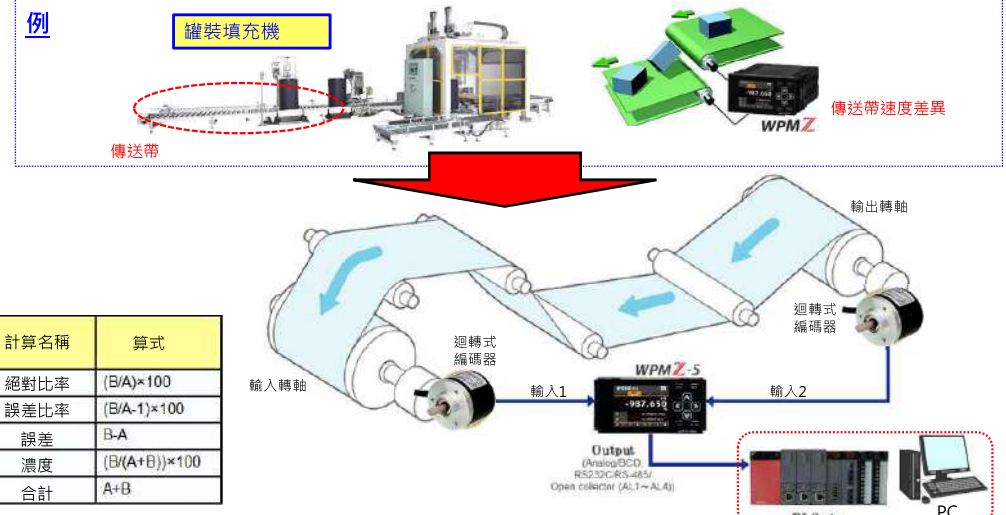 例
罐裝填充機
傳送帶
WPMZ
傳送帶速度差異
輸出轉軸
迴轉式
編碼器
迴轉式
編碼器
輸入轉軸
輸入1
WPMZ-5
-987.650
輸入2
Output
(Analog/BCD,
RS232C/RS-485/
Open collector (AL1～AL4))
PC
計算名稱 算式
絕對比率 (B/A)×100
誤差比率 (B/A-1)×100
誤差 B-A
濃度 (B/(A+B))×100
合計 A+B